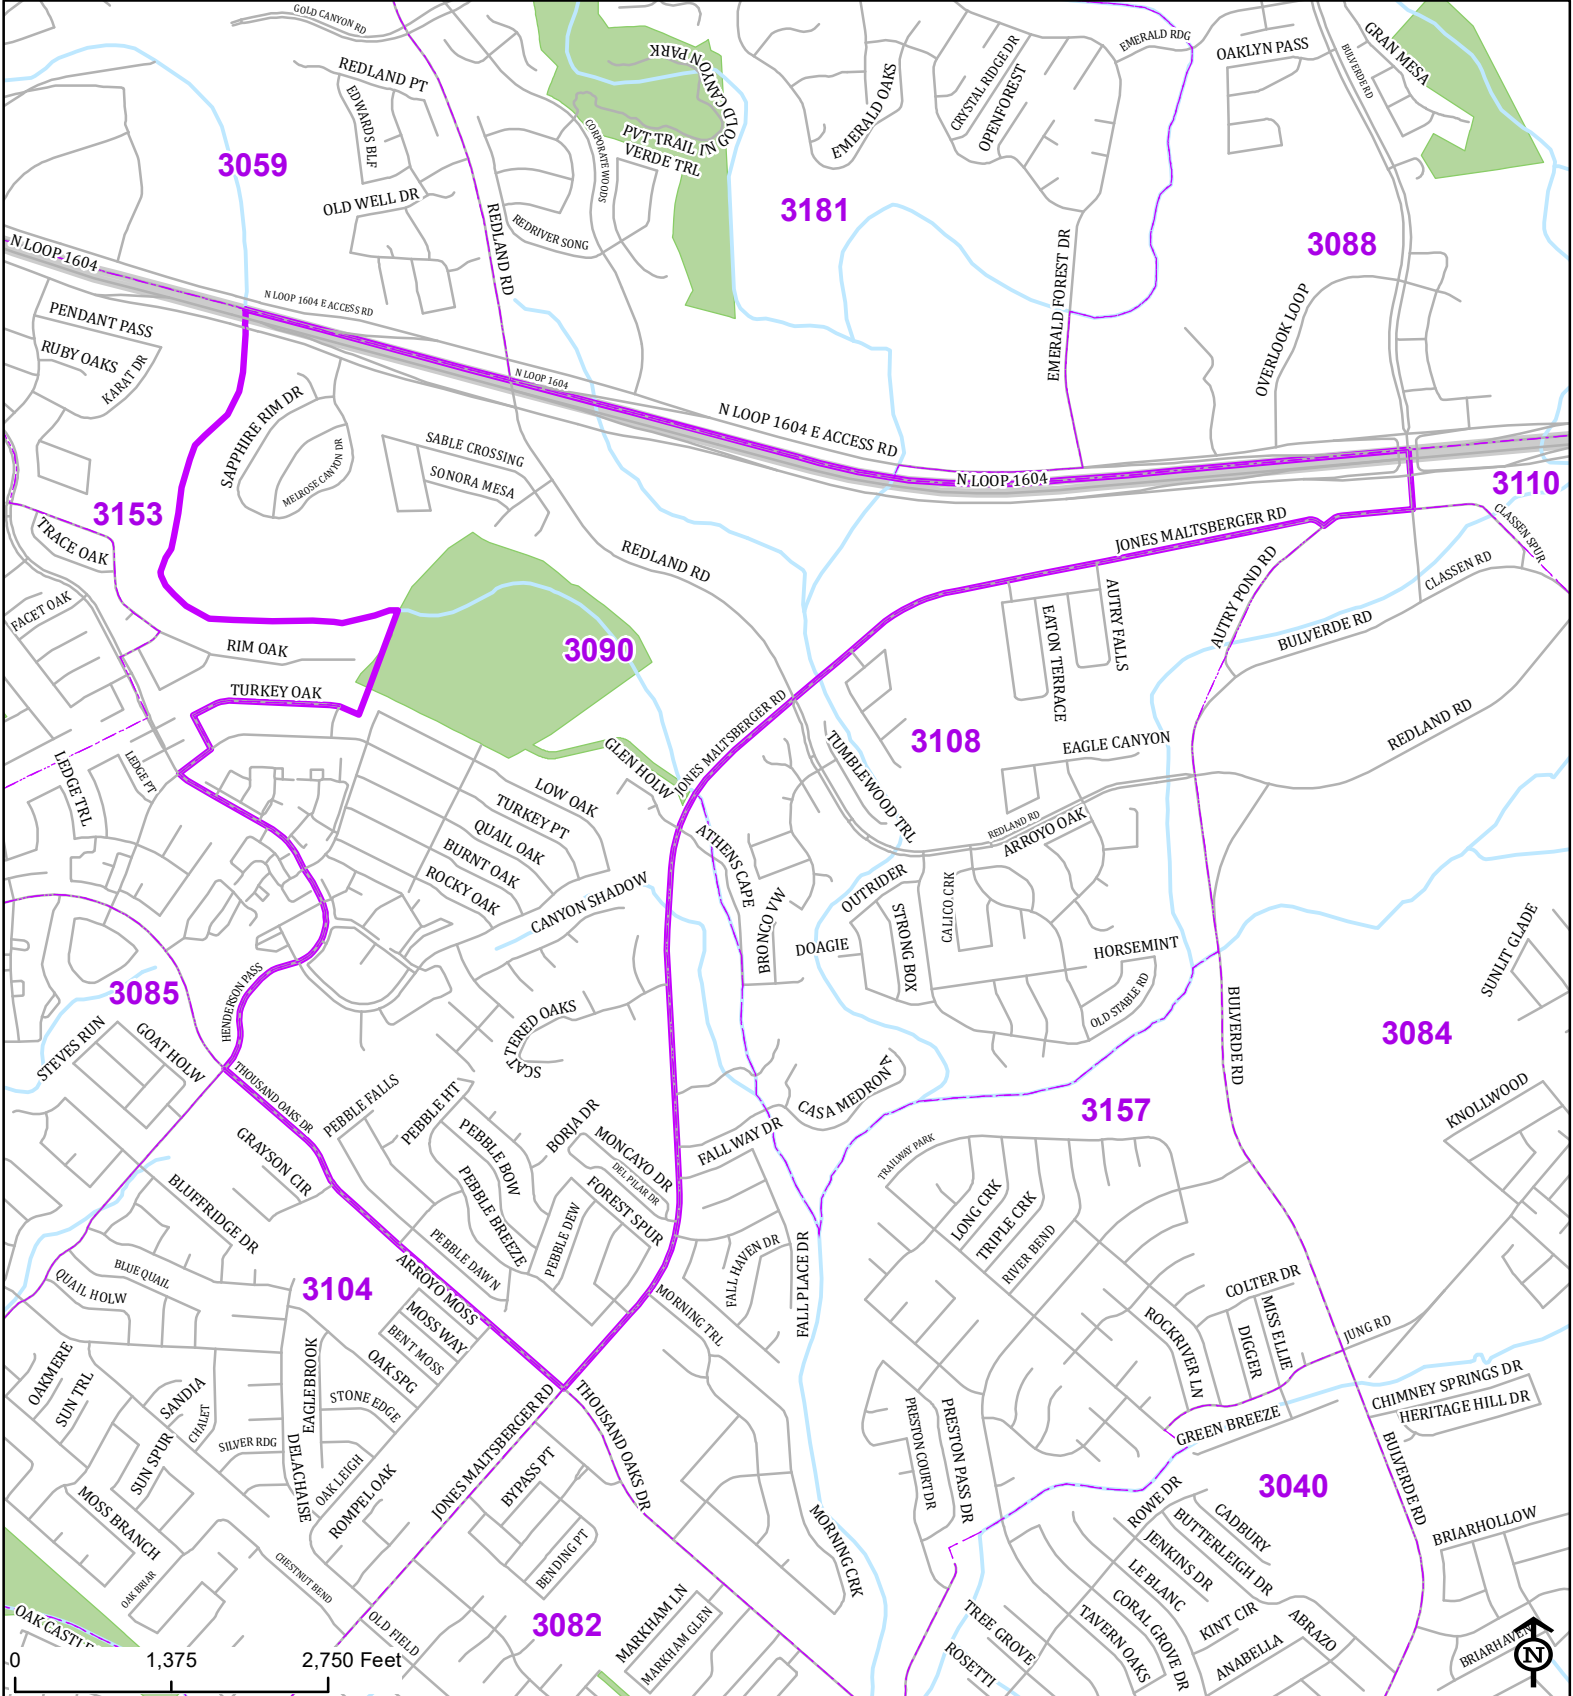 GOLD CANYON RD
REDLAND PT
EDWARDS BLF
OLD WELL DR
3059
REDLAND RD
REDRIVER SONG
CORPORATE WOODS
PVT TRAIL IN GOLD CANYON PARK
VERDE TRL
EMERALD OAKS
CRYSTAL RIDGE DR
OPENFOREST
EMERALD RDG
OAKLYN PASS
BULVERDE RD
GRAN MESA
3181
3088
EMERALD FOREST DR
OVERLOOK LOOP
N LOOP 1604
N LOOP 1604 E ACCESS RD
N LOOP 1604
N LOOP 1604 E ACCESS RD
N LOOP 1604
PENDANT PASS
RUBY OAKS
KARAT DR
SAPPHIRE RIM DR
MELROSE CANYON DR
SABLE CROSSING
SONORA MESA
3153
3110
TRACE OAK
FACET OAK
RIM OAK
TURKEY OAK
REDLAND RD
3090
JONES MALTSBERGER RD
CLASSEN SPUR
CLASSEN RD
AUTRY POND RD
BULVERDE RD
AUTRY FALLS
EATON TERRACE
REDLAND RD
3108
EAGLE CANYON
JONES MALTSBERGER RD
GLEN HOLW
TUMBLEWOOD TRL
LEDGE TRL
LEDGE PT
LOW OAK
TURKEY PT
QUAIL OAK
BURNT OAK
ROCKY OAK
CANYON SHADOW
ATHENS CAPE
BRONCO VW
REDLAND RD
ARROYO OAK
OUTRIDER
STRONG BOX
CALICO CRK
DOAGIE
HORSEMINT
OLD STABLE RD
SUNLIT GLADE
3085
HENDERSON PASS
STEVES RUN
GOAT HOLW
SCATTERED OAKS
BULVERDE RD
3084
THOUSAND OAKS DR
PEBBLE FALLS
PEBBLE HT
PEBBLE BOW
PEBBLE BREEZE
BORJA DR
MONCAYO DR
DEL PILAR DR
FOREST SPUR
PEBBLE DEW
PEBBLE DAWN
CASA MEDRONA
FALL WAY DR
3157
KNOLLWOOD
GRAYSON CIR
BLUFFRIDGE DR
TRAILWAY PARK
LONG CRK
TRIPLE CRK
RIVER BEND
FALL HAVEN DR
FALL PLACE DR
MORNING TRL
BLUE QUAIL
QUAIL HOLW
3104
ARROYO MOSS
MOSS WAY
BENT MOSS
OAK SPG
STONE EDGE
COLTER DR
MISS ELLIE
DIGGER
ROCKRIVER LN
JUNG RD
OAKMERE
SUN TRL
SANDIA
CHALET
EAGLEBROOK
SILVER RDG
DELACHAISE
OAK LEIGH
ROMPEL OAK
SUN SPUR
MOSS BRANCH
OAK BRIAR
JONES MALTSBERGER RD
THOUSAND OAKS DR
BYPASS PT
BENDING PT
PRESTON COURT DR
PRESTON PASS DR
GREEN BREEZE
CHIMNEY SPRINGS DR
HERITAGE HILL DR
BULVERDE RD
3040
BRIARHOLLOW
ROWE DR
CADBURY
BUTTERLEIGH DR
JENKINS DR
LE BLANC
CORAL GROVE DR
TAVERN OAKS
KINT CIR
ANABELLA
ABRAZO
BRIARHAVEN
MORNING CRK
TREE GROVE
ROSETTI
CHESTNUT BEND
OLD FIELD
3082
MARKHAM LN
MARKHAM GLEN
OAK CASTLE
0 1,375 2,750 Feet
N